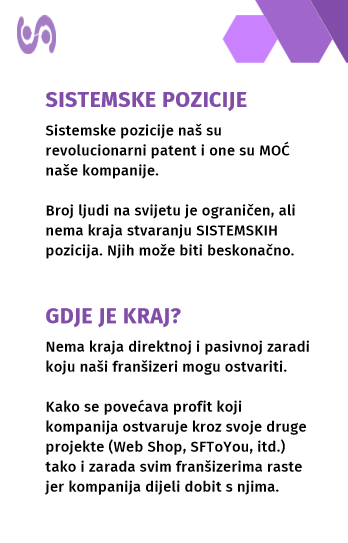 SISTEMSKE POZICIJE
Sistemske pozicije naš su
revolucionarni patent i one su MOĆ
naše kompanije.
Broj ljudi na svijetu je ograničen, ali
nema kraja stvaranju SISTEMSKIH
pozicija. Njih može biti beskonačno.
GDJE JE KRAJ?
Nema kraja direktnoj i pasivnoj zaradi
koju naši franšizeri mogu ostvariti.
Kako se povećava profit koji
kompanija ostvaruje kroz svoje druge
projekte (Web Shop, SFToYou, itd.)
tako i zarada svim franšizerima raste
jer kompanija dijeli dobit s njima.